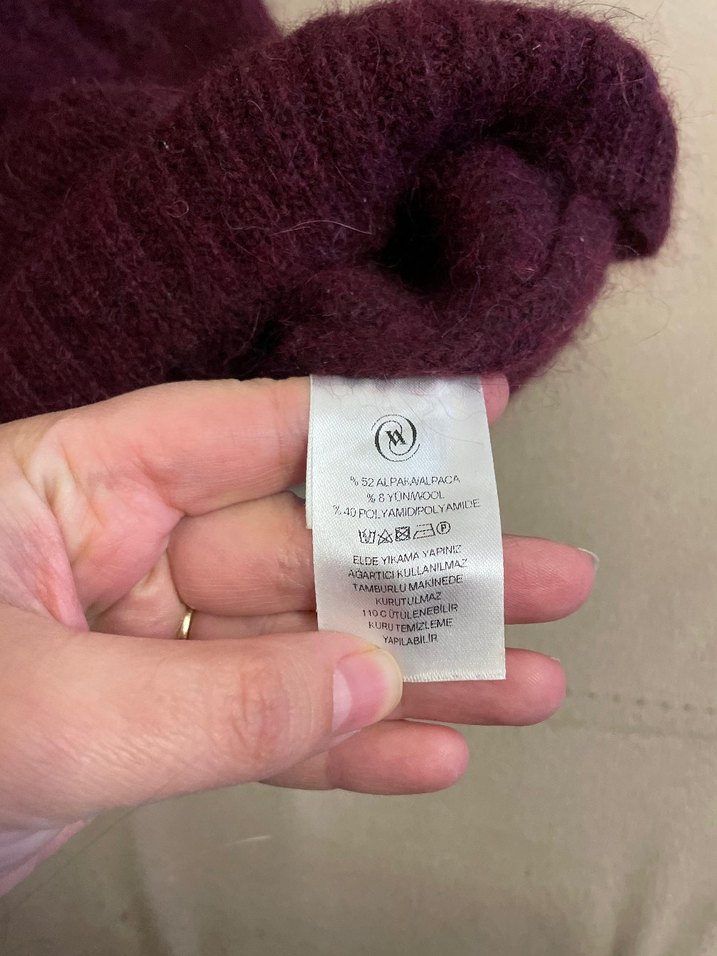 % 52 ALPAKA/ALPACA
% 8 YÜN/WOOL
% 40 POLYAMID/POLYAMIDE
P
ELDE YIKAMA YAPINIZ
AĞARTICI KULLANILMAZ
TAMBURLU MAKİNEDE
KURUTULMAZ
110 C ÜTÜLENEBİLİR
KURU TEMİZLEME
YAPILABİLİR